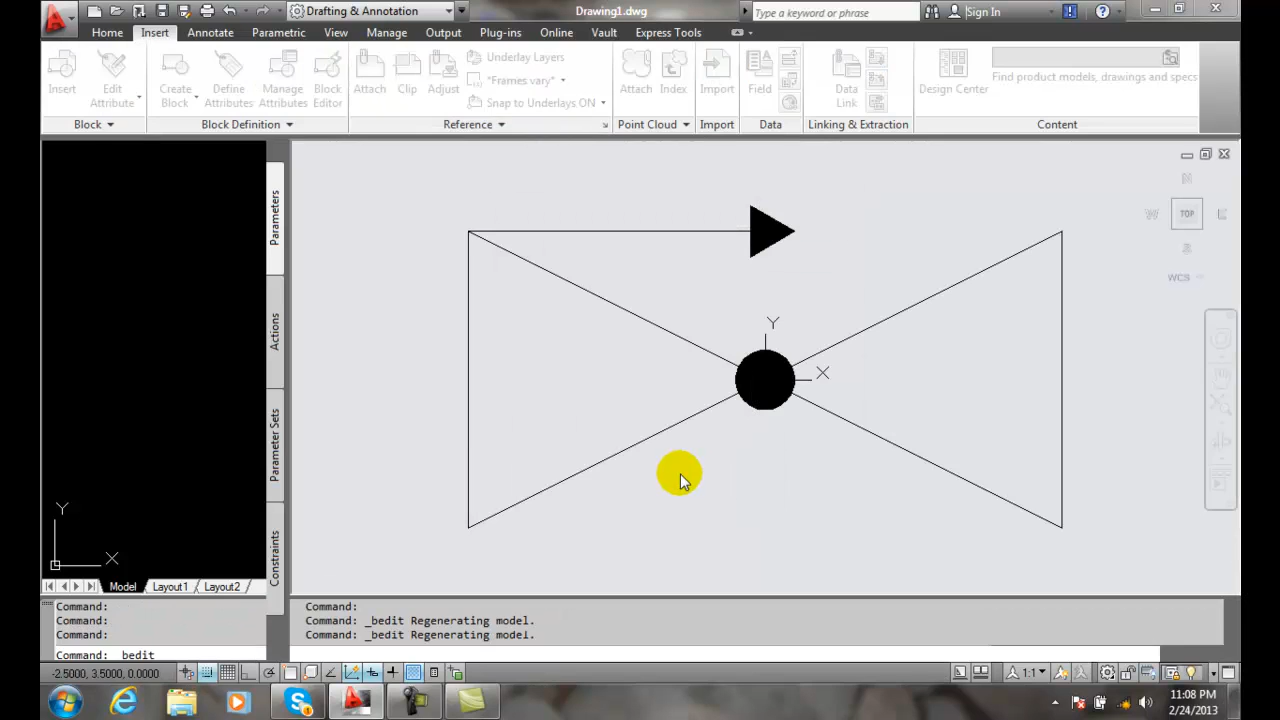 Drafting & Annotation
Drawing1.dwg
Type a keyword or phrase
Sign In
Home Insert Annotate Parametric View Manage Output Plug-ins Online Vault Express Tools
Insert
Edit Attribute
Create Block
Define Attributes
Manage Attributes
Block Editor
Attach
Clip
Adjust
Underlay Layers
*Frames vary*
Snap to Underlays ON
Attach
Index
Import
Field
Data Link
Design Center
Find product models, drawings and specs
Block
Block Definition
Reference
Point Cloud
Import
Data
Linking & Extraction
Content
Parameters
Actions
Parameter Sets
Constraints
N
W TOP E
S
WCS
Y
X
Y
X
Model Layout1 Layout2
Command:
Command:
Command:
Command: _bedit
Command:
Command: _bedit Regenerating model.
Command: _bedit Regenerating model.
-2.5000, 3.5000, 0.0000
1:1
11:08 PM
2/24/2013